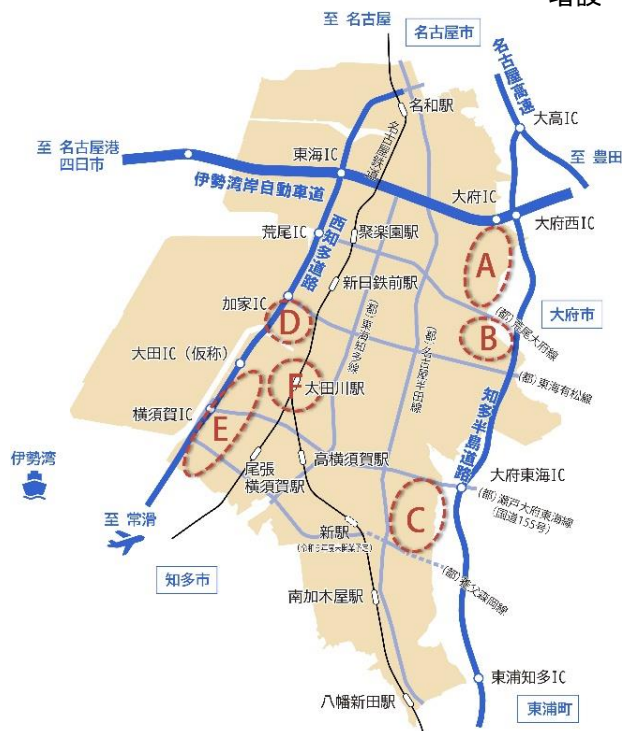 増設
至 名古屋
名古屋市
名古屋高速
名和駅
名古屋鉄道
大高IC
至 名古屋港
四日市
東海IC
至 豊田
伊勢湾岸自動車道
大府IC
大府西IC
西知多道路
荒尾IC
聚楽園駅
A
新日鉄前駅
加家IC
D
(都)東海知多線
(都)名古屋半田線
B
(都)荒尾大府線
大府市
大田IC（仮称）
F
太田川駅
(都)東海有松線
横須賀IC
E
知多半島道路
伊勢湾
尾張
横須賀駅
高横須賀駅
大府東海IC
(都)瀬戸大府東海線
(国道155号)
至 常滑
C
新駅
知多市
(都)養父森岡線
南加木屋駅
東浦知多IC
八幡新田駅
東浦町